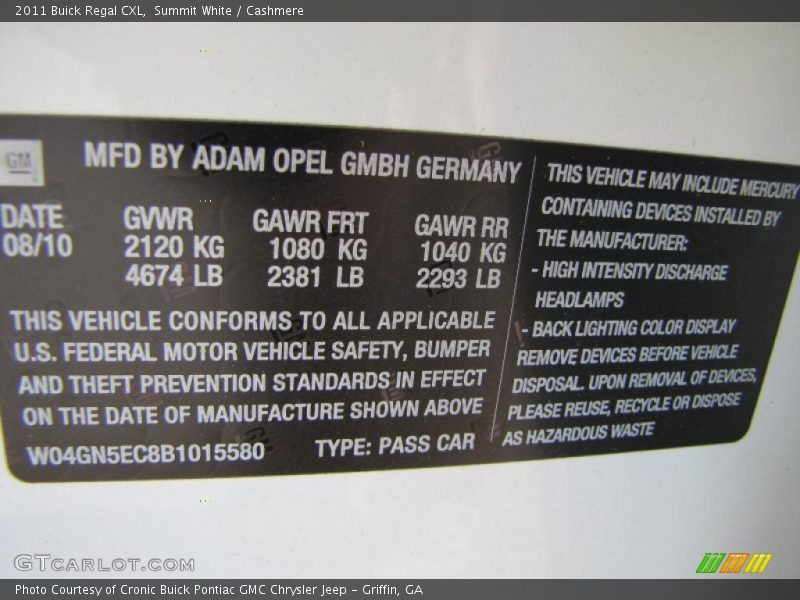 2011 Buick Regal CXL, Summit White / Cashmere
GM
MFD BY ADAM OPEL GMBH GERMANY
DATE GVWR GAWR FRT GAWR RR
08/10 2120 KG 1080 KG 1040 KG
4674 LB 2381 LB 2293 LB
THIS VEHICLE CONFORMS TO ALL APPLICABLE
U.S. FEDERAL MOTOR VEHICLE SAFETY, BUMPER
AND THEFT PREVENTION STANDARDS IN EFFECT
ON THE DATE OF MANUFACTURE SHOWN ABOVE
W04GN5EC8B1015580 TYPE: PASS CAR
THIS VEHICLE MAY INCLUDE MERCURY
CONTAINING DEVICES INSTALLED BY
THE MANUFACTURER:
- HIGH INTENSITY DISCHARGE
HEADLAMPS
- BACK LIGHTING COLOR DISPLAY
REMOVE DEVICES BEFORE VEHICLE
DISPOSAL. UPON REMOVAL OF DEVICES,
PLEASE REUSE, RECYCLE OR DISPOSE
AS HAZARDOUS WASTE
GTCARLOT.COM
Photo Courtesy of Cronic Buick Pontiac GMC Chrysler Jeep - Griffin, GA